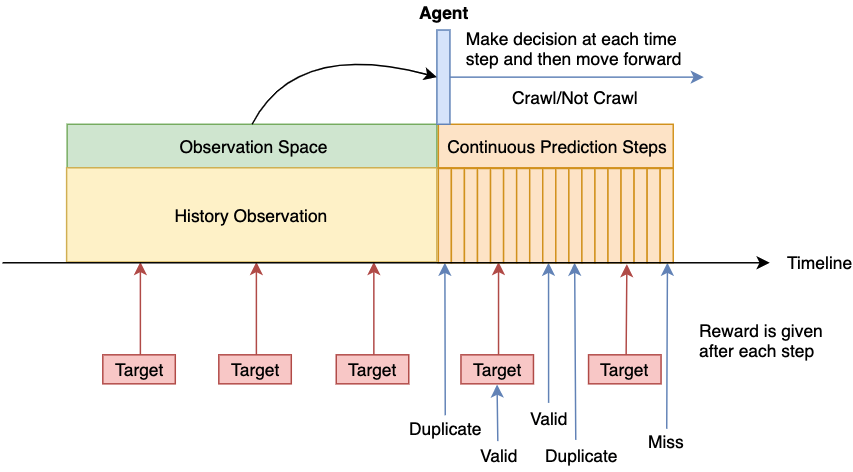 Agent
Make decision at each time
step and then move forward
Crawl/Not Crawl
Observation Space
Continuous Prediction Steps
History Observation
Timeline
Reward is given
after each step
Target
Target
Target
Target
Target
Duplicate
Valid
Valid
Duplicate
Miss